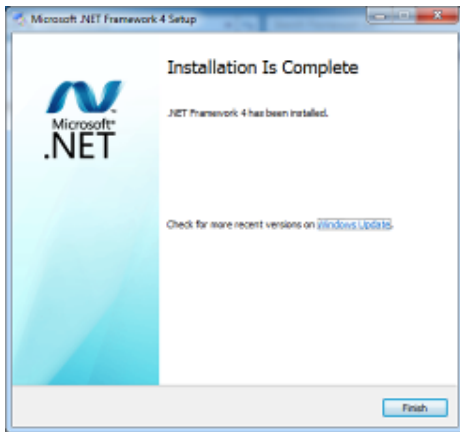 Microsoft .NET Framework 4 Setup
Installation Is Complete
.NET Framework 4 has been installed.
Microsoft®
.NET
Check for more recent versions on Windows Update.
Finish